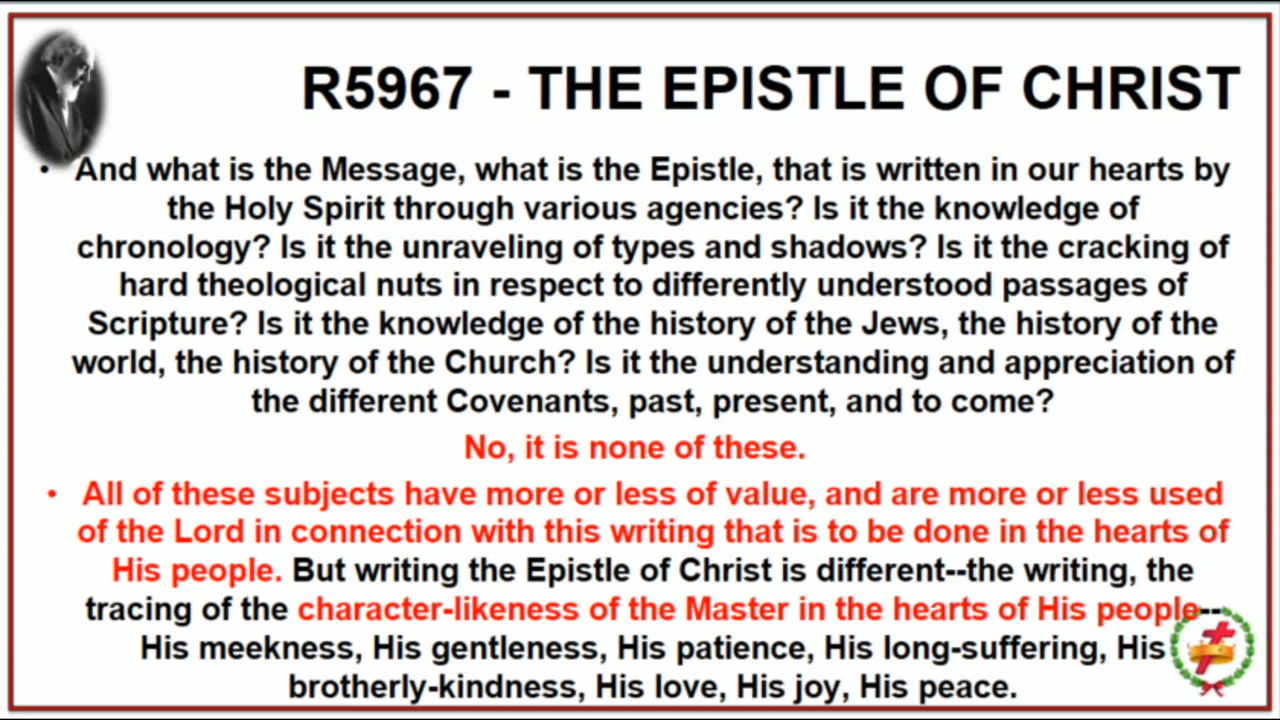 R5967 - THE EPISTLE OF CHRIST
• And what is the Message, what is the Epistle, that is written in our hearts by
the Holy Spirit through various agencies? Is it the knowledge of
chronology? Is it the unraveling of types and shadows? Is it the cracking of
hard theological nuts in respect to differently understood passages of
Scripture? Is it the knowledge of the history of the Jews, the history of the
world, the history of the Church? Is it the understanding and appreciation of
the different Covenants, past, present, and to come?
No, it is none of these.
• All of these subjects have more or less of value, and are more or less used
of the Lord in connection with this writing that is to be done in the hearts of
His people. But writing the Epistle of Christ is different--the writing, the
tracing of the character-likeness of the Master in the hearts of His people--
His meekness, His gentleness, His patience, His long-suffering, His
brotherly-kindness, His love, His joy, His peace.